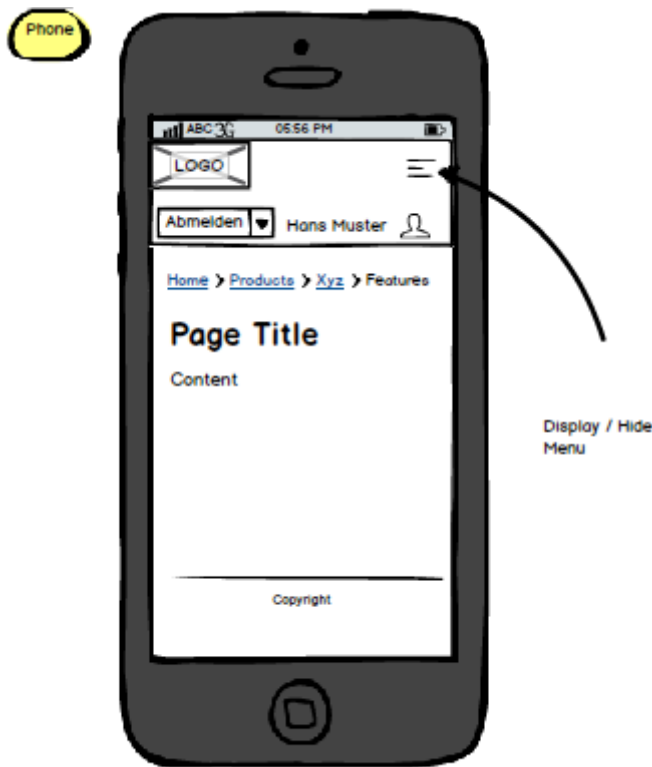 Phone
ABC 3G 05:56 PM
LOGO
Abmelden Hans Muster
Home > Products > Xyz > Features
Page Title
Content
Display / Hide
Menu
Copyright